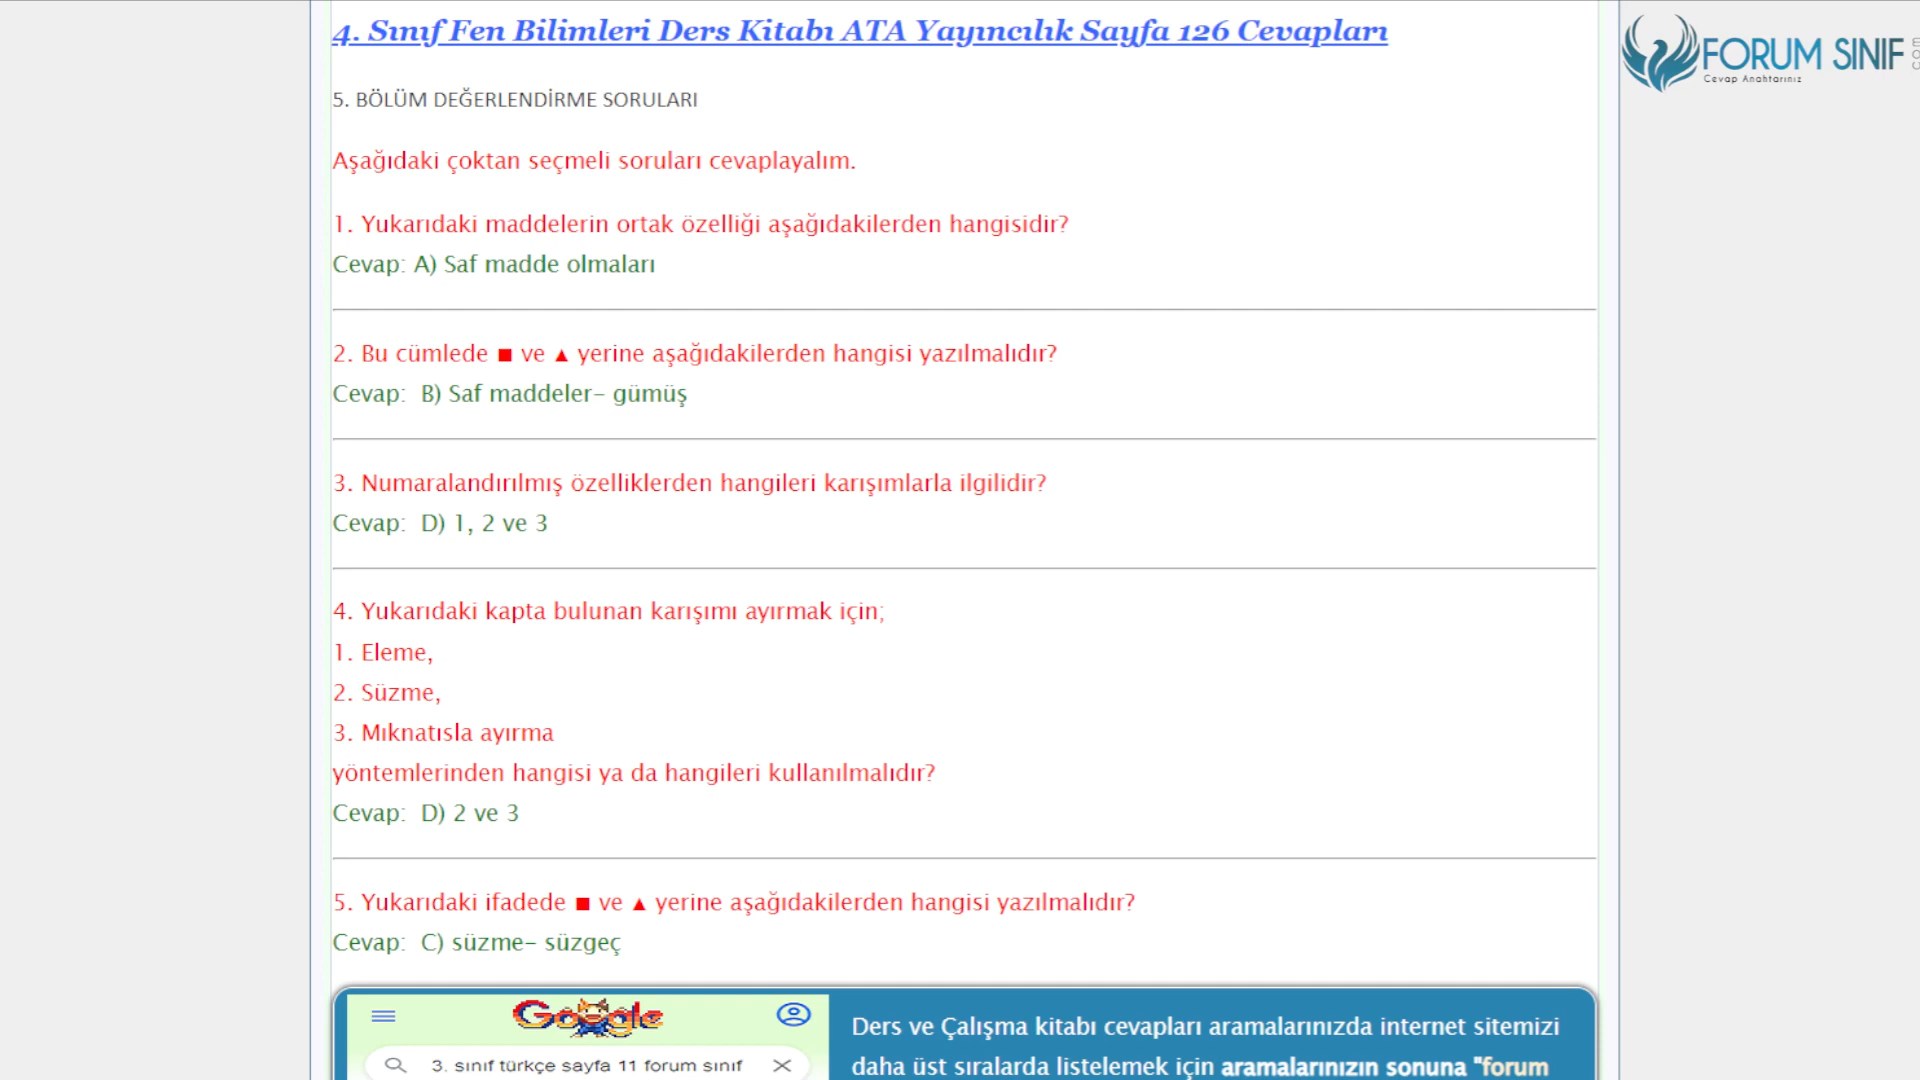 4. Sınıf Fen Bilimleri Ders Kitabı ATA Yayıncılık Sayfa 126 Cevapları
FORUM SINIF
com
Cevap Anahtarınız
5. BÖLÜM DEĞERLENDİRME SORULARI
Aşağıdaki çoktan seçmeli soruları cevaplayalım.
1. Yukarıdaki maddelerin ortak özelliği aşağıdakilerden hangisidir?
Cevap: A) Saf madde olmaları
2. Bu cümlede ■ ve ▲ yerine aşağıdakilerden hangisi yazılmalıdır?
Cevap: B) Saf maddeler– gümüş
3. Numaralandırılmış özelliklerden hangileri karışımlarla ilgilidir?
Cevap: D) 1, 2 ve 3
4. Yukarıdaki kapta bulunan karışımı ayırmak için;
1. Eleme,
2. Süzme,
3. Mıknatısla ayırma
yöntemlerinden hangisi ya da hangileri kullanılmalıdır?
Cevap: D) 2 ve 3
5. Yukarıdaki ifadede ■ ve ▲ yerine aşağıdakilerden hangisi yazılmalıdır?
Cevap: C) süzme– süzgeç
Google
3. sınıf türkçe sayfa 11 forum sınıf
Ders ve Çalışma kitabı cevapları aramalarınızda internet sitemizi
daha üst sıralarda listelemek için aramalarınızın sonuna "forum